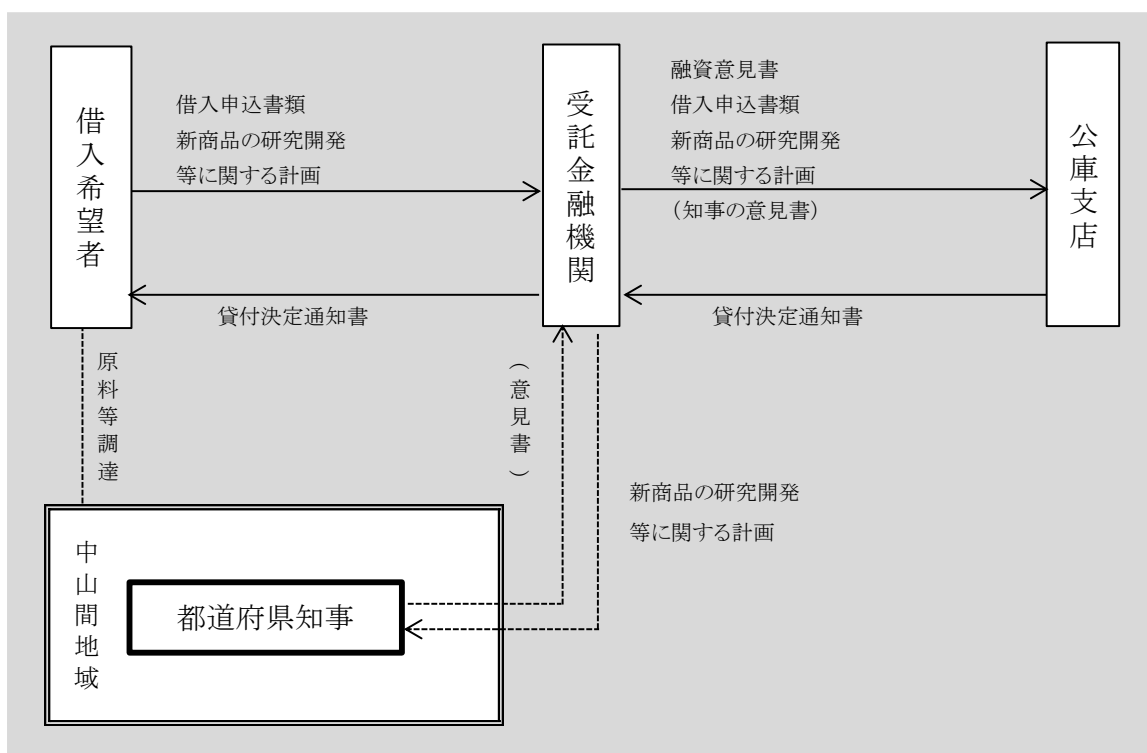 借入希望者
借入申込書類
新商品の研究開発
等に関する計画
受託金融機関
融資意見書
借入申込書類
新商品の研究開発
等に関する計画
(知事の意見書)
公庫支店
貸付決定通知書
貸付決定通知書
原料等調達
(意見書)
新商品の研究開発
等に関する計画
中山間地域
都道府県知事